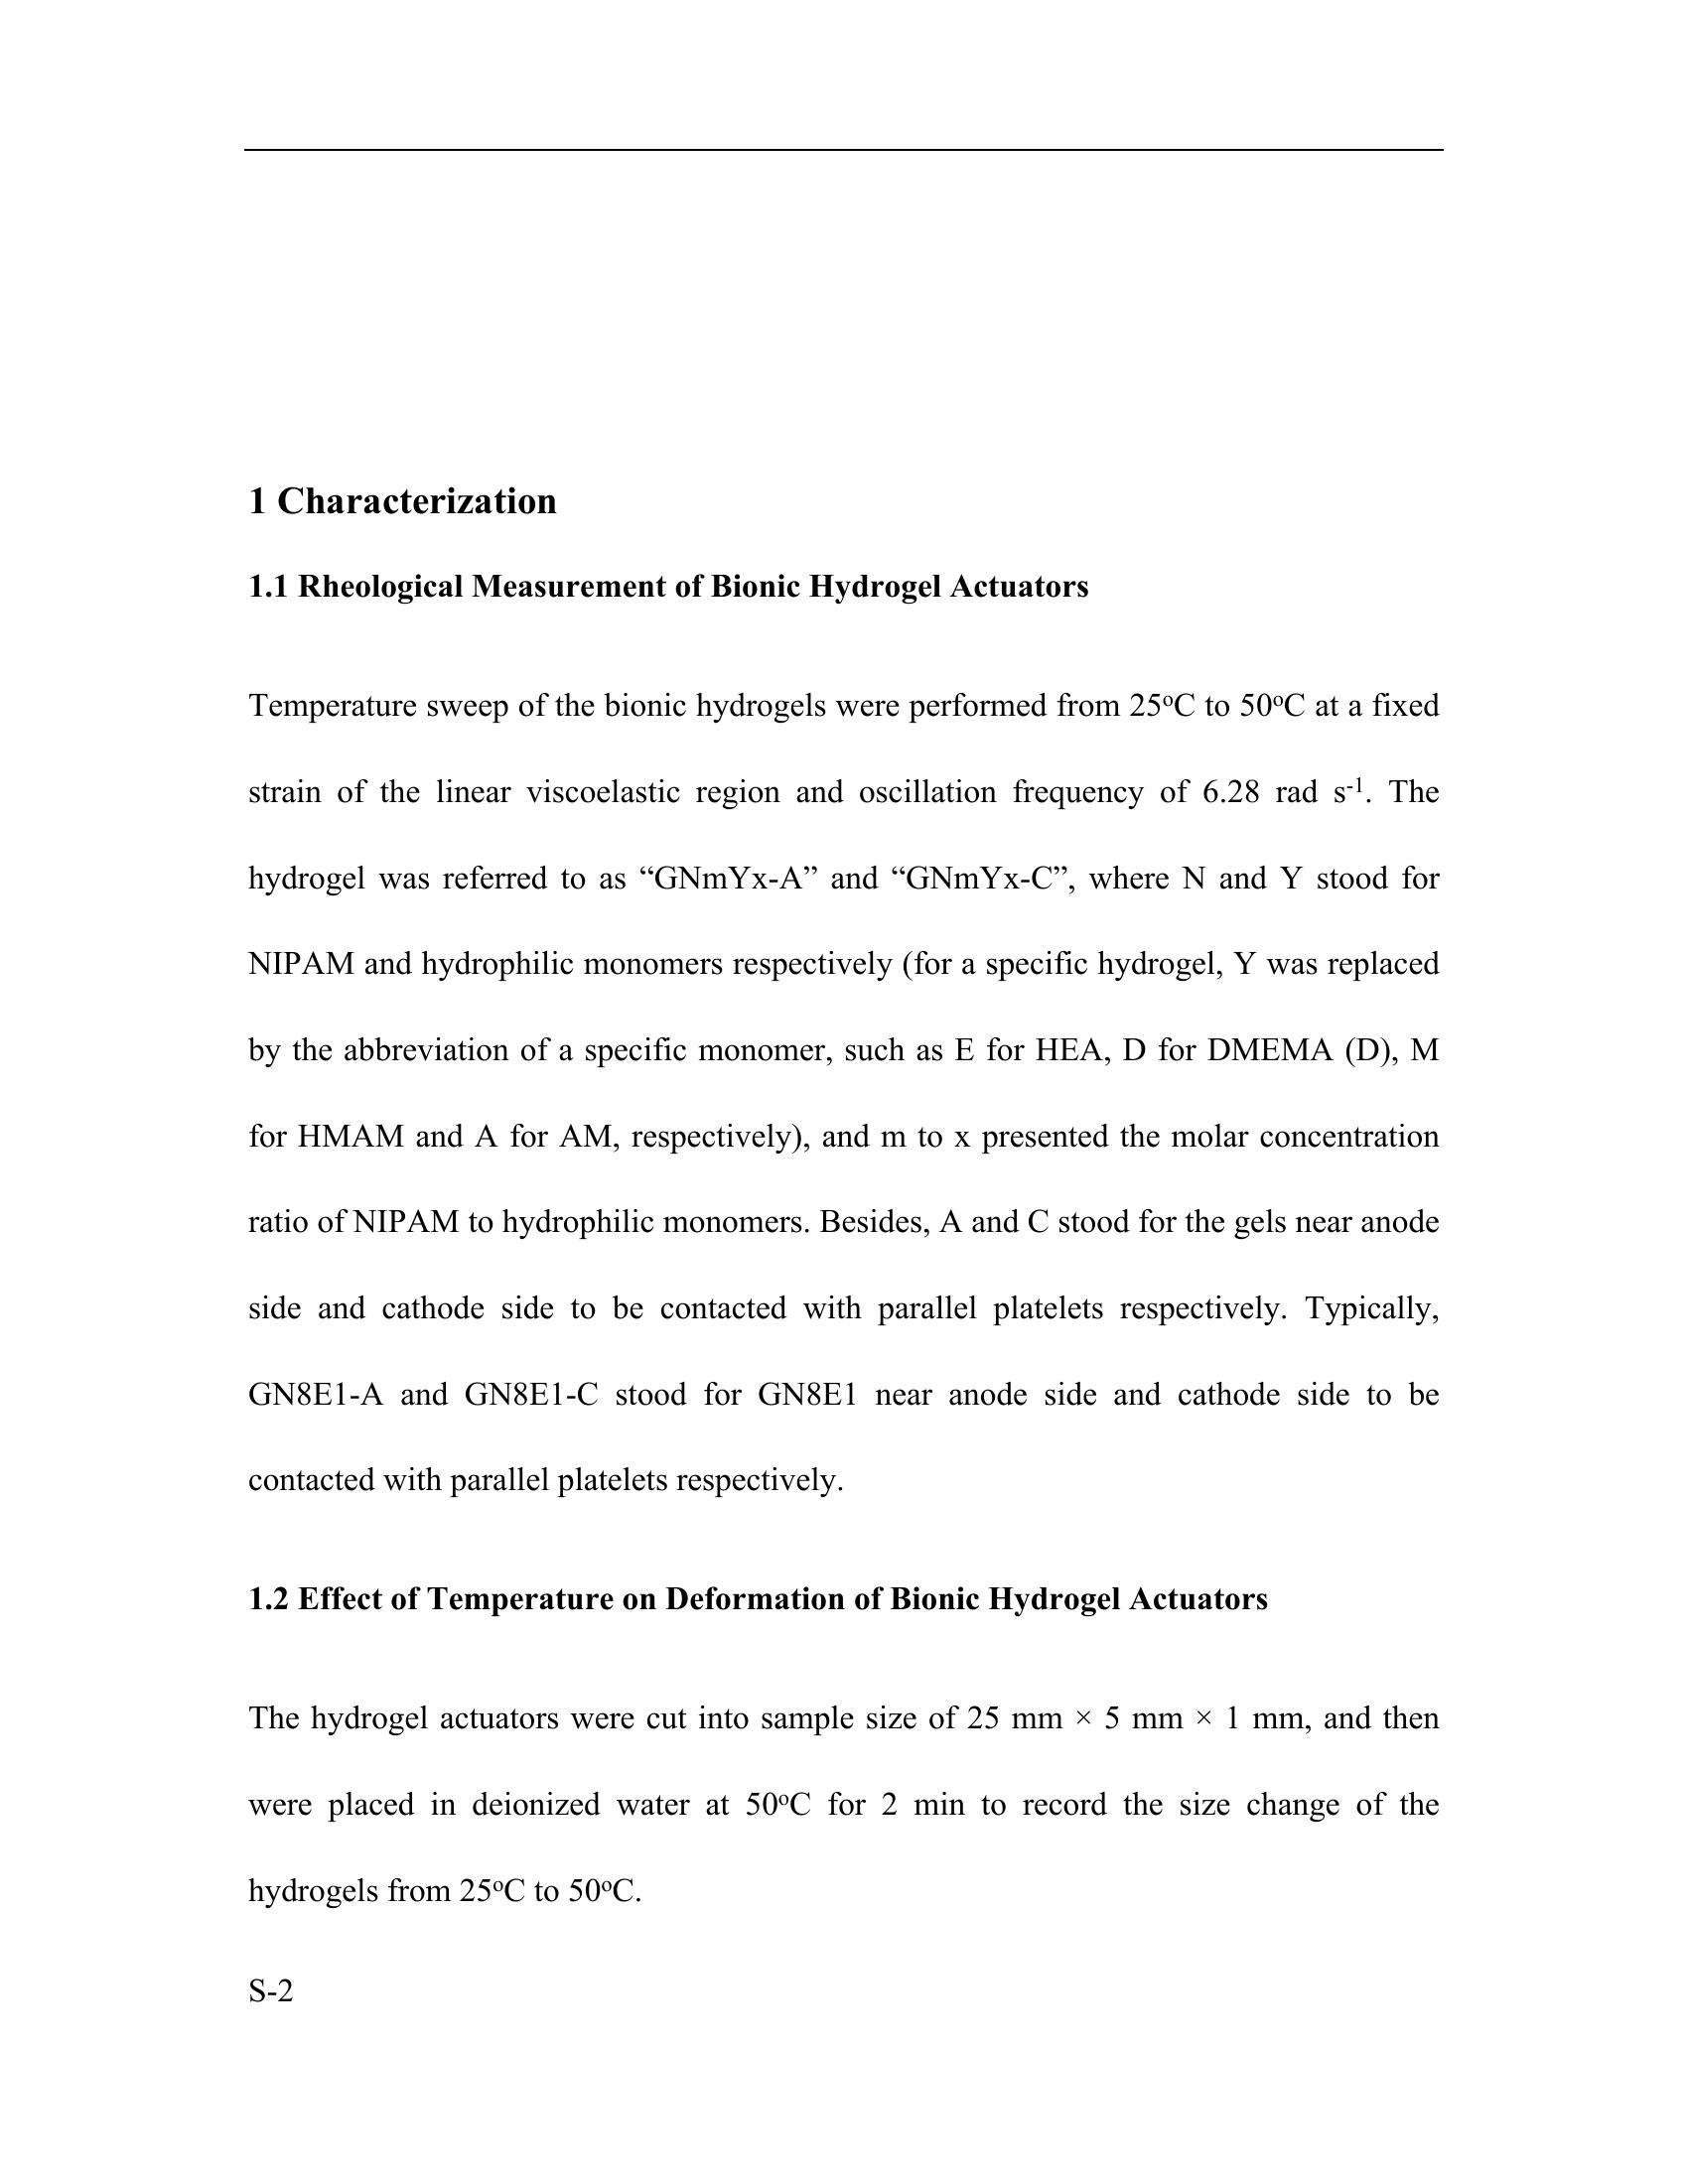 1 Characterization
1.1 Rheological Measurement of Bionic Hydrogel Actuators
Temperature sweep of the bionic hydrogels were performed from 25ᵒC to 50ᵒC at a fixed
strain of the linear viscoelastic region and oscillation frequency of 6.28 rad s⁻¹. The
hydrogel was referred to as “GNmYx-A” and “GNmYx-C”, where N and Y stood for
NIPAM and hydrophilic monomers respectively (for a specific hydrogel, Y was replaced
by the abbreviation of a specific monomer, such as E for HEA, D for DMEMA (D), M
for HMAM and A for AM, respectively), and m to x presented the molar concentration
ratio of NIPAM to hydrophilic monomers. Besides, A and C stood for the gels near anode
side and cathode side to be contacted with parallel platelets respectively. Typically,
GN8E1-A and GN8E1-C stood for GN8E1 near anode side and cathode side to be
contacted with parallel platelets respectively.
1.2 Effect of Temperature on Deformation of Bionic Hydrogel Actuators
The hydrogel actuators were cut into sample size of 25 mm × 5 mm × 1 mm, and then
were placed in deionized water at 50ᵒC for 2 min to record the size change of the
hydrogels from 25ᵒC to 50ᵒC.
S-2